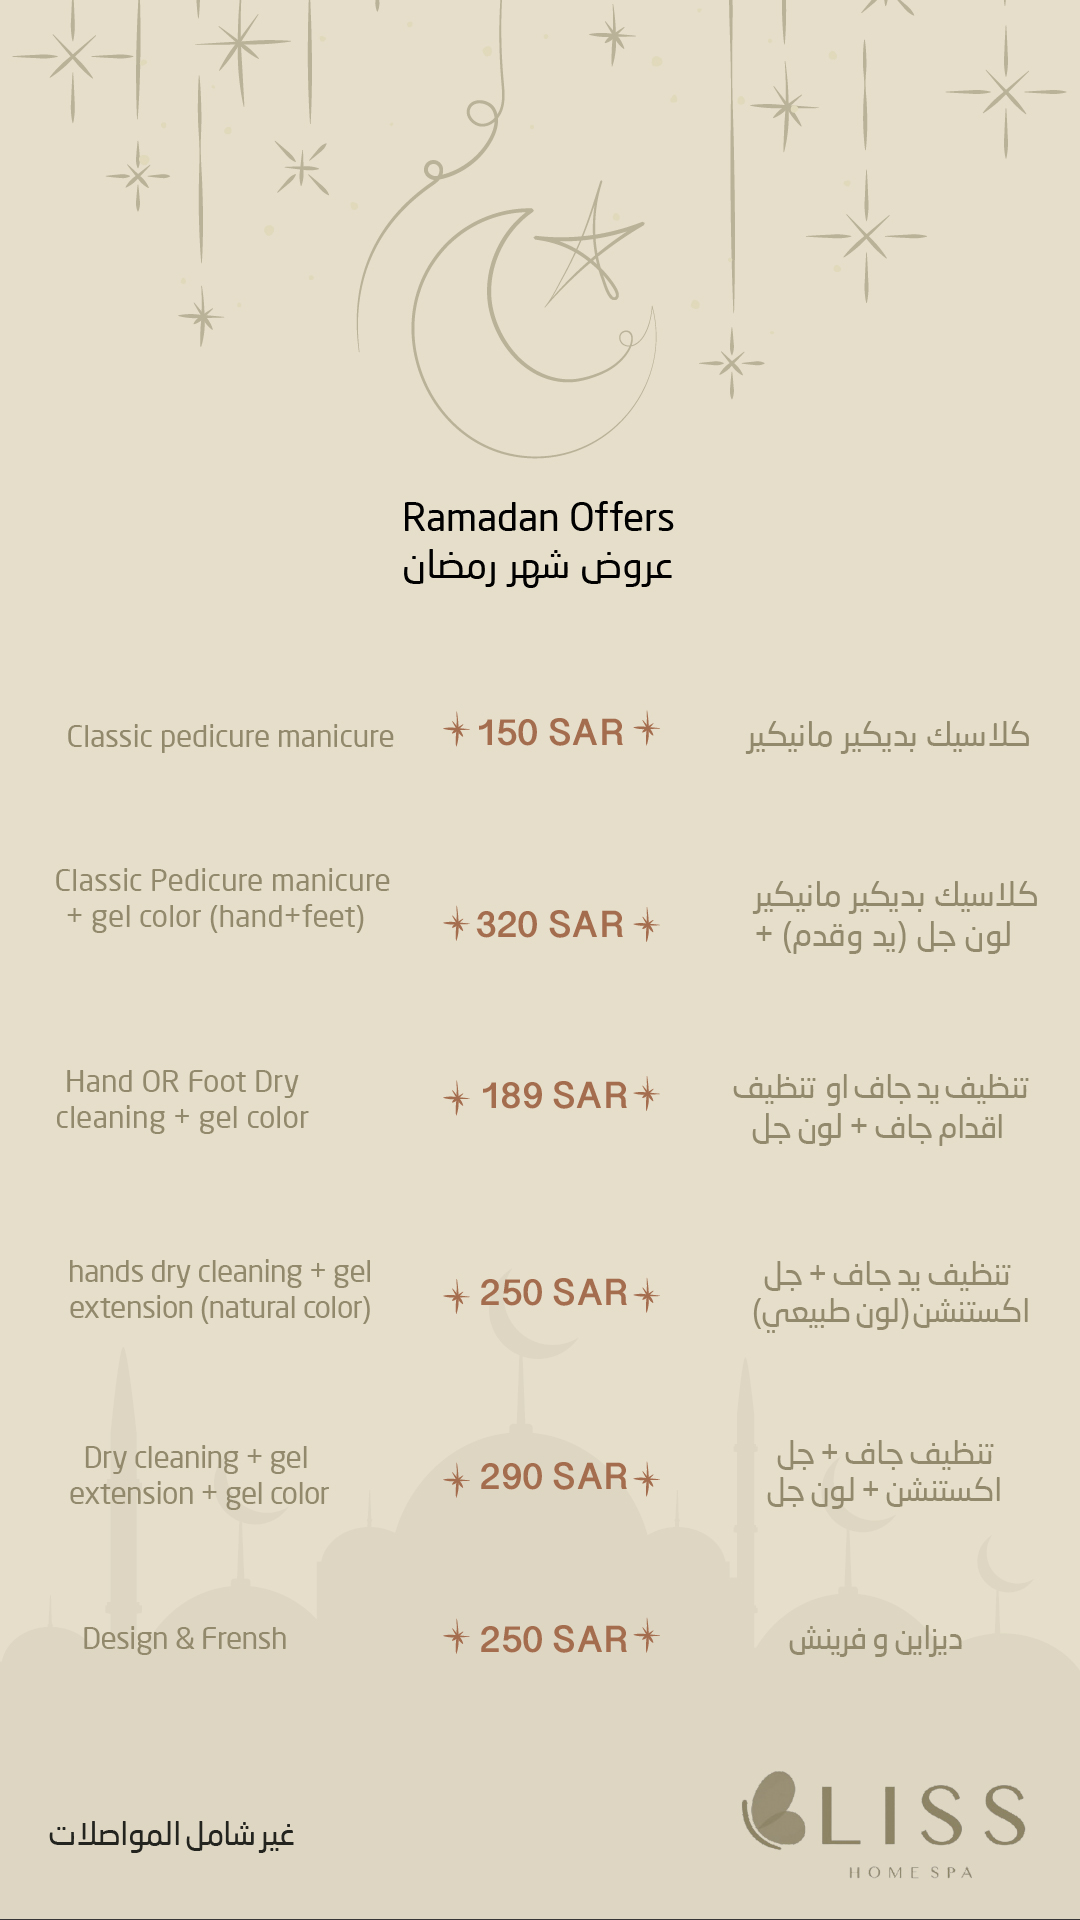 Ramadan Offers
عروض شهر رمضان
Classic pedicure manicure
150 SAR
كلاسيك بديكير مانيكير
Classic Pedicure manicure
+ gel color (hand+feet)
320 SAR
كلاسيك بديكير مانيكير
لون جل (يد وقدم) +
Hand OR Foot Dry
cleaning + gel color
189 SAR
تنظيف يد جاف او تنظيف
اقدام جاف + لون جل
hands dry cleaning + gel
extension (natural color)
250 SAR
تنظيف يد جاف + جل
اكستنشن (لون طبيعي)
Dry cleaning + gel
extension + gel color
290 SAR
تنظيف جاف + جل
اكستنشن + لون جل
Design & Frensh
250 SAR
ديزاين و فرينش
غير شامل المواصلات
BLISS
HOME SPA